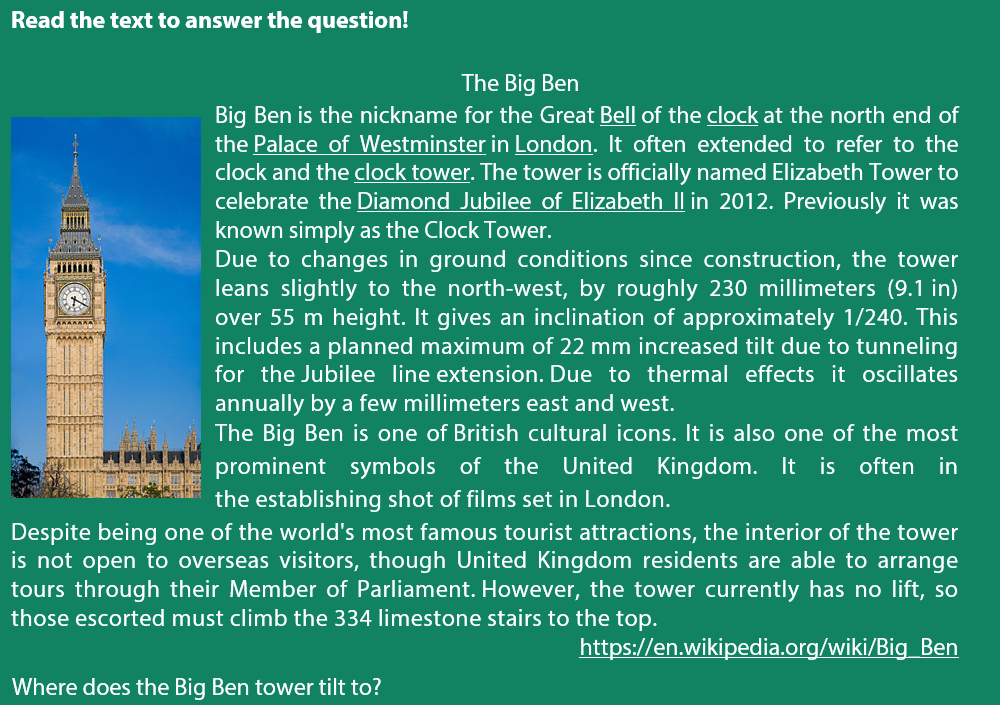 Read the text to answer the question!
The Big Ben
Big Ben is the nickname for the Great Bell of the clock at the north end of
the Palace of Westminster in London. It often extended to refer to the
clock and the clock tower. The tower is officially named Elizabeth Tower to
celebrate the Diamond Jubilee of Elizabeth II in 2012. Previously it was
known simply as the Clock Tower.
Due to changes in ground conditions since construction, the tower
leans slightly to the north-west, by roughly 230 millimeters (9.1 in)
over 55 m height. It gives an inclination of approximately 1/240. This
includes a planned maximum of 22 mm increased tilt due to tunneling
for the Jubilee line extension. Due to thermal effects it oscillates
annually by a few millimeters east and west.
The Big Ben is one of British cultural icons. It is also one of the most
prominent symbols of the United Kingdom. It is often in
the establishing shot of films set in London.
Despite being one of the world's most famous tourist attractions, the interior of the tower
is not open to overseas visitors, though United Kingdom residents are able to arrange
tours through their Member of Parliament. However, the tower currently has no lift, so
those escorted must climb the 334 limestone stairs to the top.
https://en.wikipedia.org/wiki/Big_Ben
Where does the Big Ben tower tilt to?